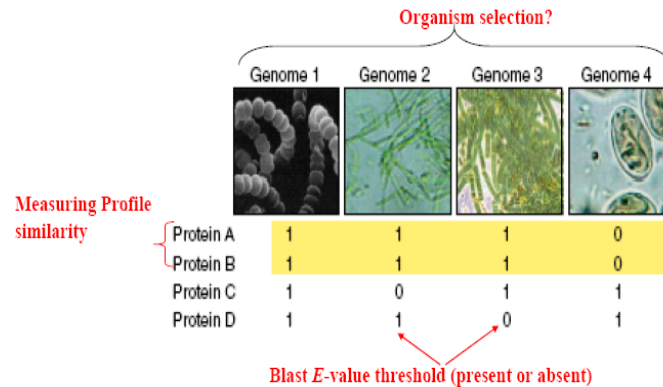 Organism selection?
Genome 1 Genome 2 Genome 3 Genome 4
Measuring Profile
similarity
Protein A 1 1 1 0
Protein B 1 1 1 0
Protein C 1 0 1 1
Protein D 1 1 0 1
Blast E-value threshold (present or absent)